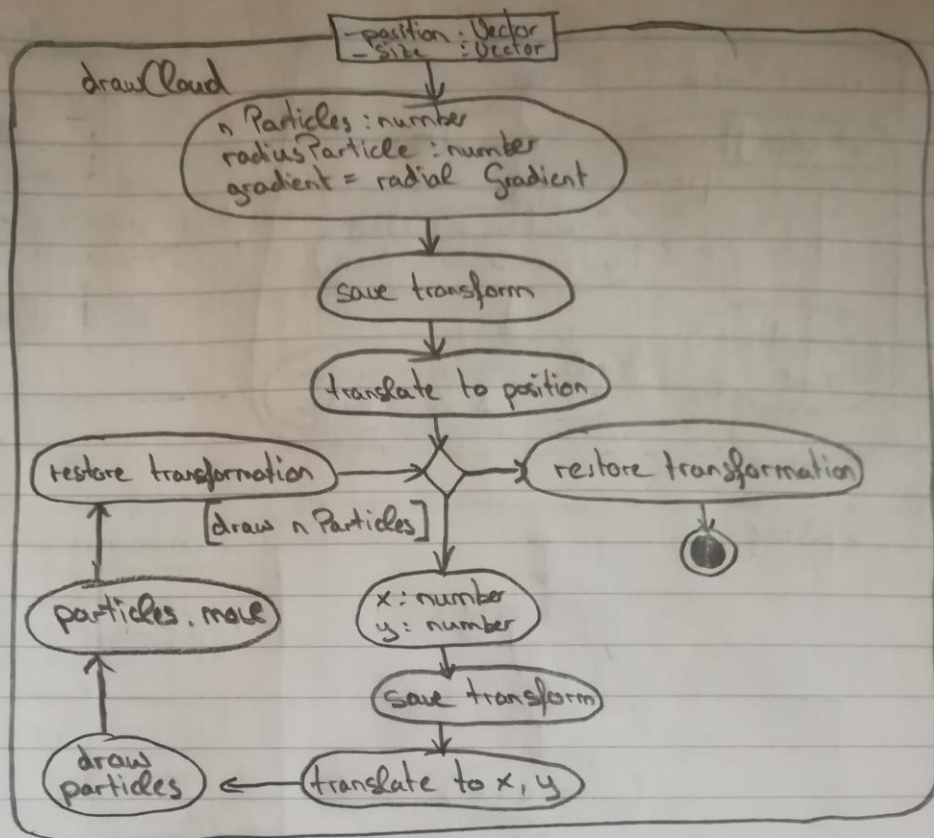 - position : Vector
- Size : Vector
drawCloud
n Particles : number
radiusParticle : number
gradient = radial Gradient
save transform
translate to position
restore transformation
restore transformation
[draw n Particles]
x : number
y : number
particles. move
save transform
draw
particles
translate to x, y